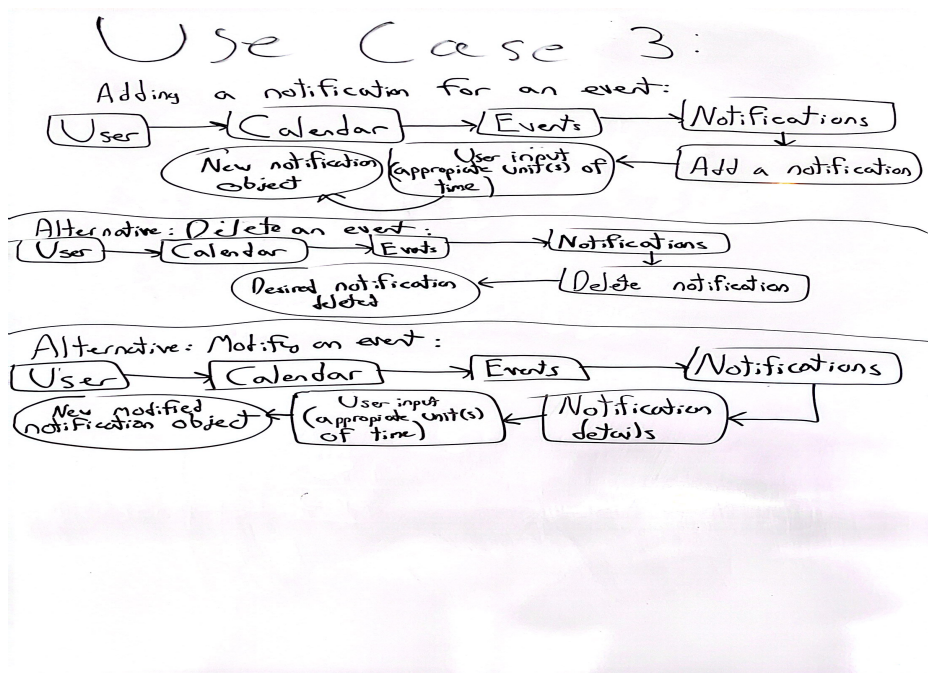 Use Case 3:
Adding a notification for an event:
User Calendar Events Notifications
Add a notification
User input
(appropiate unit(s) of
time)
New notification
object
Alternative: Delete an event:
User Calendar Events Notifications
Delete notification
Desired notification
deleted
Alternative: Modify an event:
User Calendar Events Notifications
Notification
details
User input
(appropiate unit(s)
of time)
New modified
notification object